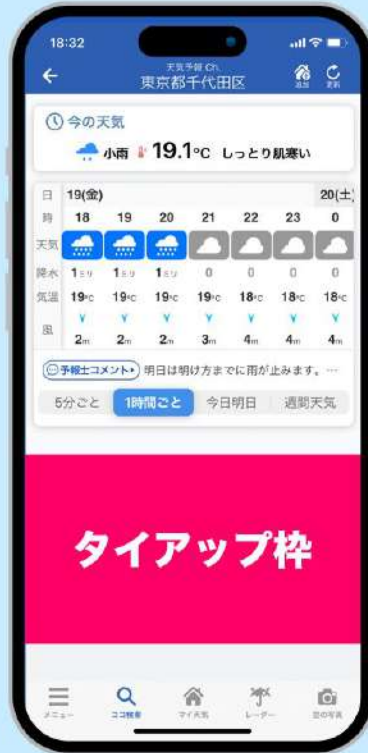 18:32
天気予報 Ch.
東京都千代田区
追加 更新
今の天気
小雨 19.1℃ しっとり肌寒い
日 19(金) 20(土)
時 18 19 20 21 22 23 0
天気
降水 1ミリ 1ミリ 1ミリ 0 0 0 0
気温 19℃ 19℃ 19℃ 19℃ 18℃ 18℃ 18℃
風 2m 2m 2m 3m 4m 4m 4m
予報士コメント 明日は明け方までに雨が止みます。…
5分ごと 1時間ごと 今日明日 週間天気
タイアップ枠
メニュー ココ検索 マイ天気 レーダー 空の写真